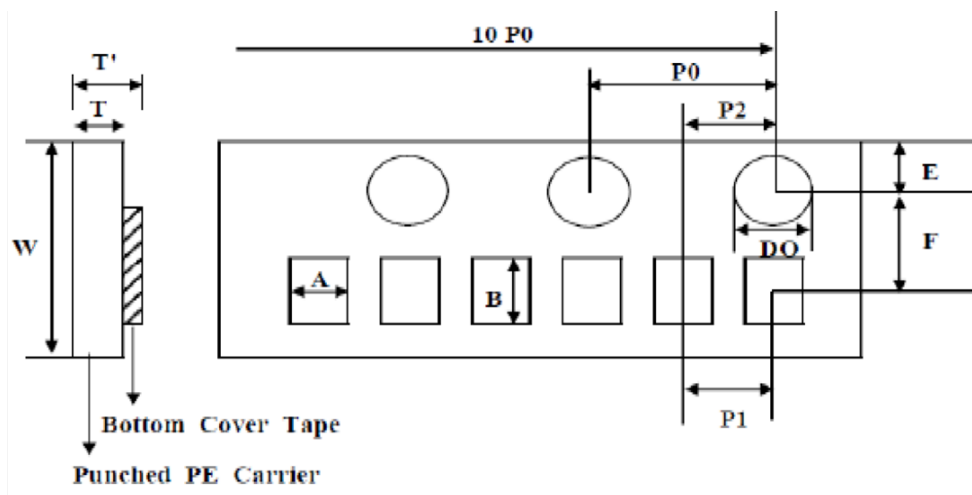 10 P0
T'
P0
T
P2
E
W
DO
F
A
B
P1
Bottom Cover Tape
Punched PE Carrier